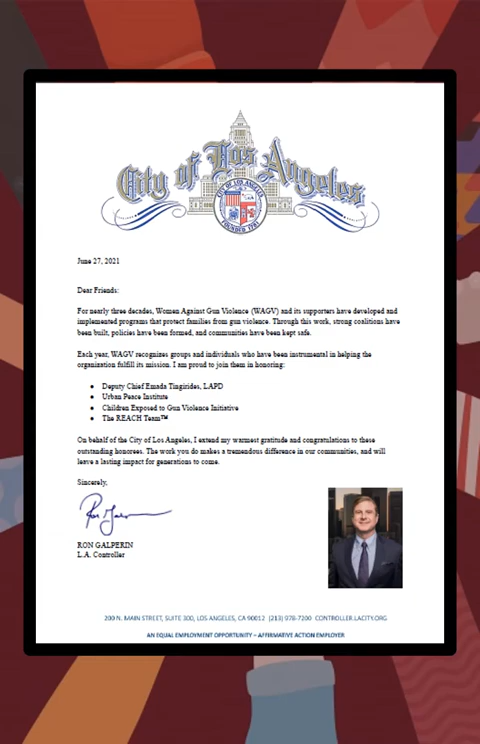 City of Los Angeles
CITY OF LOS ANGELES
FOUNDED 1781
June 27, 2021
Dear Friends:
For nearly three decades, Women Against Gun Violence (WAGV) and its supporters have developed and
implemented programs that protect families from gun violence. Through this work, strong coalitions have
been built, policies have been formed, and communities have been kept safe.
Each year, WAGV recognizes groups and individuals who have been instrumental in helping the
organization fulfill its mission. I am proud to join them in honoring:
• Deputy Chief Emada Tingirides, LAPD
• Urban Peace Institute
• Children Exposed to Gun Violence Initiative
• The REACH Team™
On behalf of the City of Los Angeles, I extend my warmest gratitude and congratulations to these
outstanding honorees. The work you do makes a tremendous difference in our communities, and will
leave a lasting impact for generations to come.
Sincerely,
RON GALPERIN
L.A. Controller
200 N. MAIN STREET, SUITE 300, LOS ANGELES, CA 90012 (213) 978-7200 CONTROLLER.LACITY.ORG
AN EQUAL EMPLOYMENT OPPORTUNITY – AFFIRMATIVE ACTION EMPLOYER